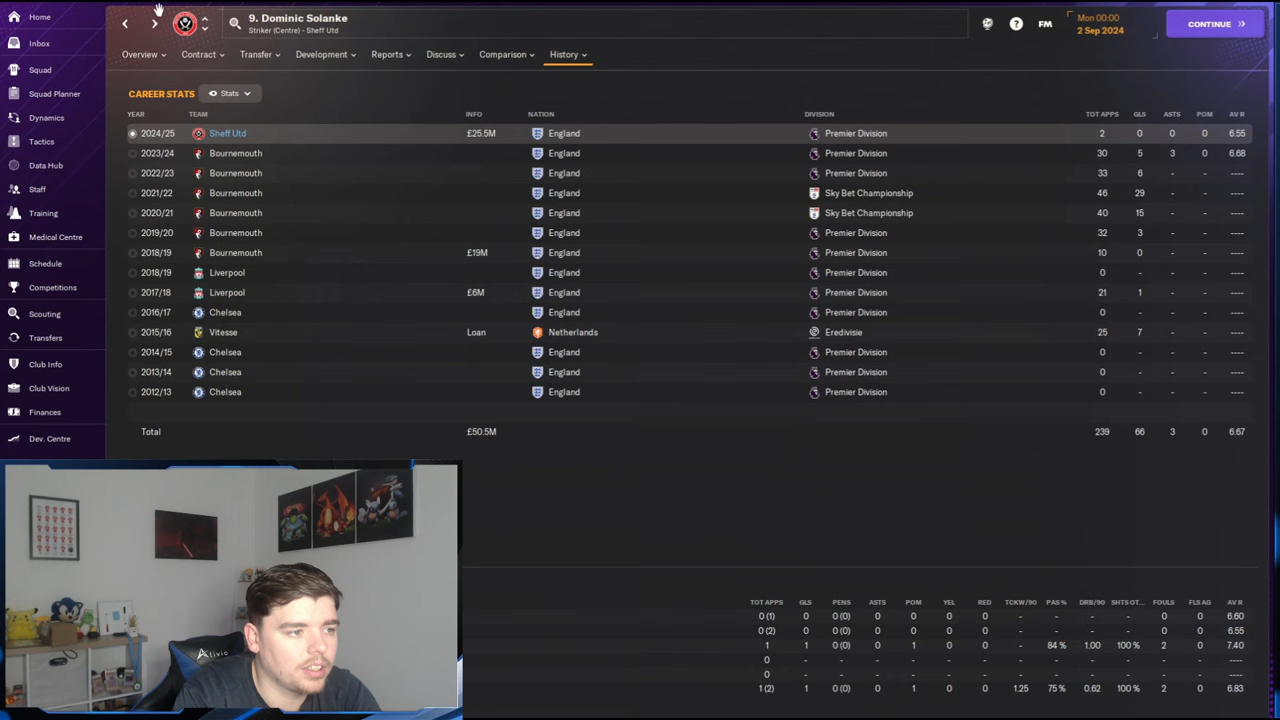 Home
9. Dominic Solanke
Striker (Centre) - Sheff Utd
FM
Mon 00:00
2 Sep 2024
CONTINUE
Inbox
Overview Contract Transfer Development Reports Discuss Comparison History
Squad
Squad Planner
Dynamics
Tactics
Data Hub
Staff
Training
Medical Centre
Schedule
Competitions
Scouting
Transfers
Club Info
Club Vision
Finances
Dev. Centre
CAREER STATS Stats
YEAR TEAM INFO NATION DIVISION TOT APPS GLS ASTS POM AV R
2024/25 Sheff Utd £25.5M England Premier Division 2 0 0 0 6.55
2023/24 Bournemouth England Premier Division 30 5 3 0 6.68
2022/23 Bournemouth England Premier Division 33 6 - - ----
2021/22 Bournemouth England Sky Bet Championship 46 29 - - ----
2020/21 Bournemouth England Sky Bet Championship 40 15 - - ----
2019/20 Bournemouth England Premier Division 32 3 - - ----
2018/19 Bournemouth £19M England Premier Division 10 0 - - ----
2018/19 Liverpool England Premier Division 0 - - - ----
2017/18 Liverpool £6M England Premier Division 21 1 - - ----
2016/17 Chelsea England Premier Division 0 - - - ----
2015/16 Vitesse Loan Netherlands Eredivisie 25 7 - - ----
2014/15 Chelsea England Premier Division 0 - - - ----
2013/14 Chelsea England Premier Division 0 - - - ----
2012/13 Chelsea England Premier Division 0 - - - ----
Total £50.5M 239 66 3 0 6.67
TOT APPS GLS PENS ASTS POM YEL RED TCKW/90 PAS % DRB/90 SHTS OT... FOULS FLS AG AV R
0 (1) 0 0 (0) 0 0 0 0 - - - - 0 0 6.60
0 (2) 0 0 (0) 0 0 0 0 - - - - 0 0 6.55
1 1 0 (0) 0 1 0 0 - 84 % 1.00 100 % 2 0 7.40
0 - - - - - - - - - - - - ----
0 - - - - - - - - - - - - ----
1 (2) 1 0 (0) 0 1 0 0 1.25 75 % 0.62 100 % 2 0 6.83
Alivio